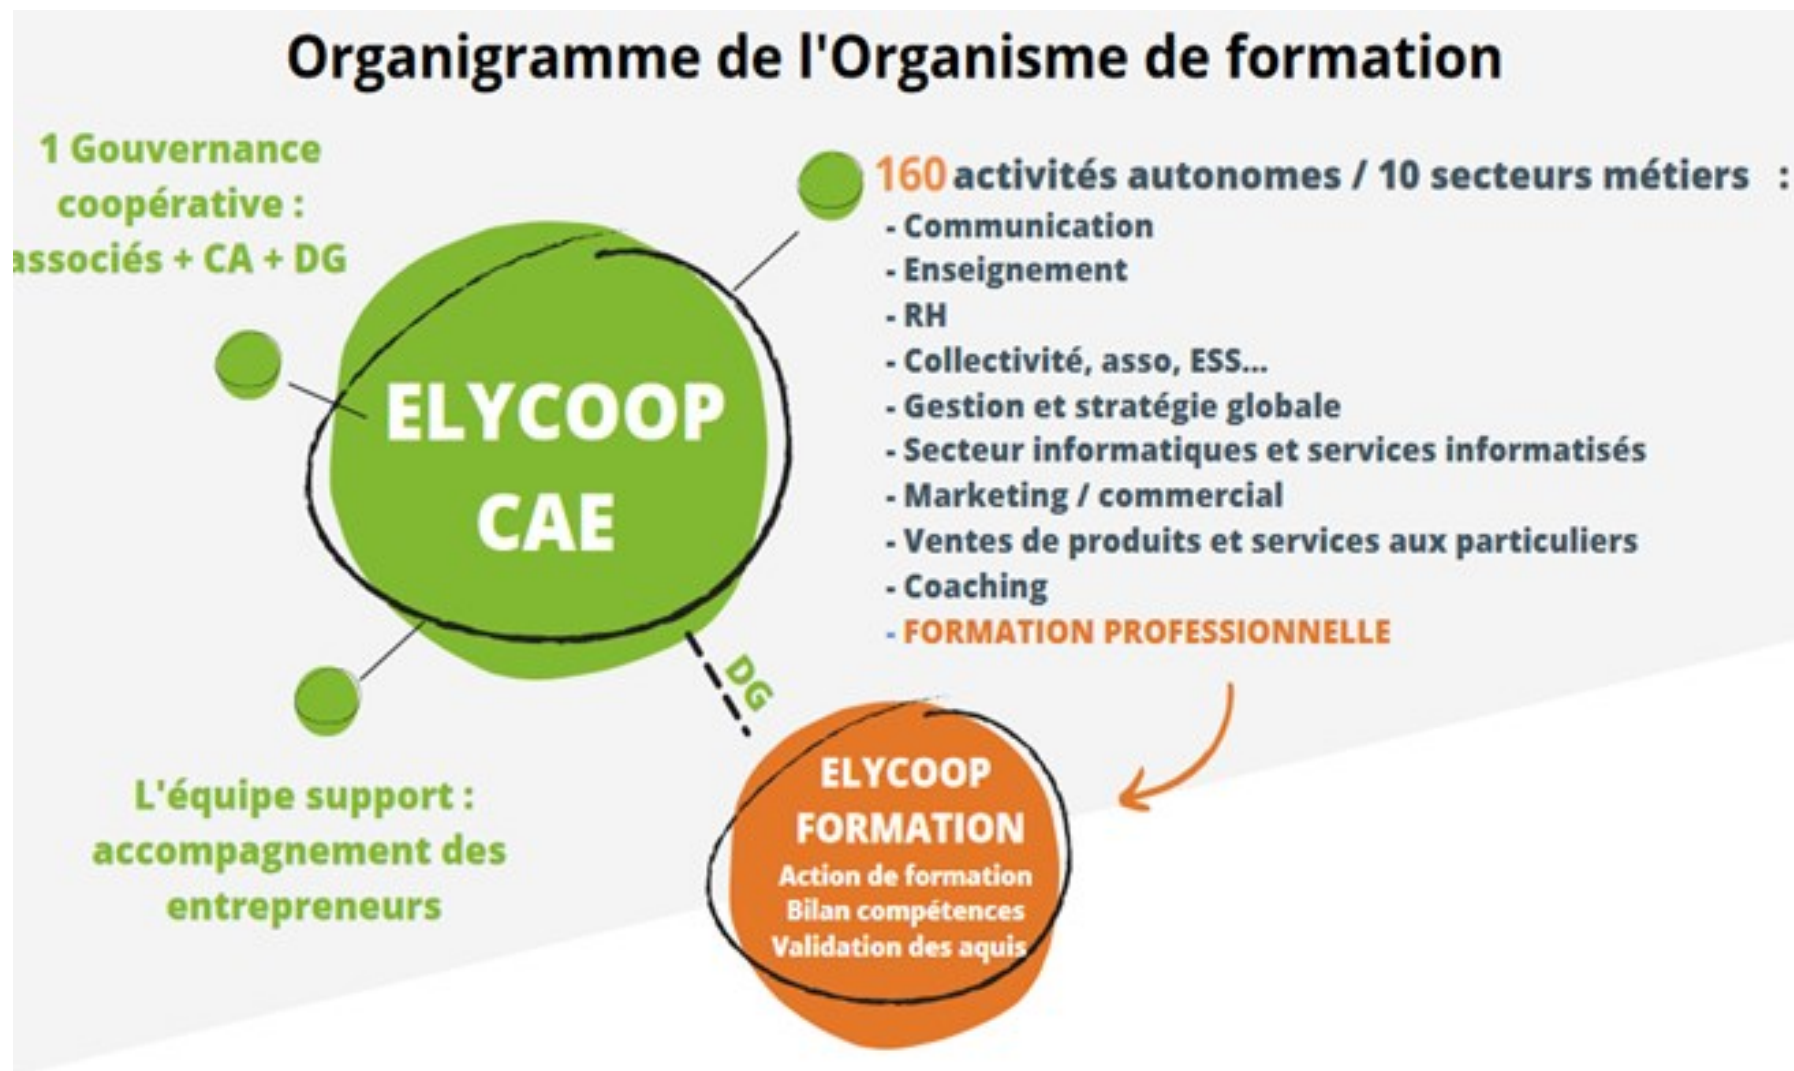 Organigramme de l'Organisme de formation
1 Gouvernance
coopérative :
associés + CA + DG
160 activités autonomes / 10 secteurs métiers :
- Communication
- Enseignement
- RH
- Collectivité, asso, ESS...
- Gestion et stratégie globale
- Secteur informatiques et services informatisés
- Marketing / commercial
- Ventes de produits et services aux particuliers
- Coaching
- FORMATION PROFESSIONNELLE
ELYCOOP
CAE
DG
L'équipe support :
accompagnement des
entrepreneurs
ELYCOOP
FORMATION
Action de formation
Bilan compétences
Validation des aquis